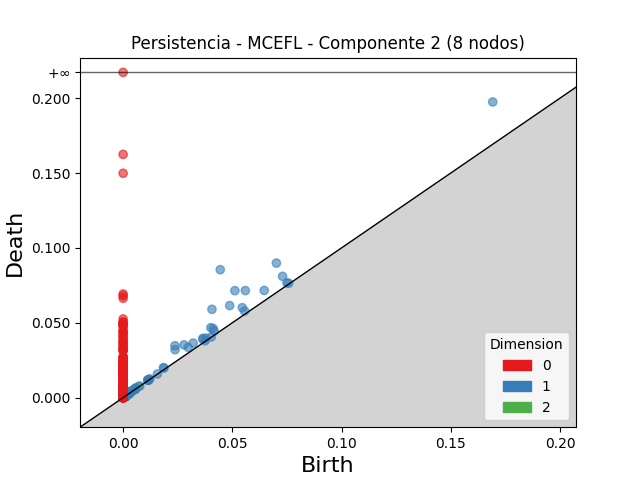 Persistencia - MCEFL - Componente 2 (8 nodos)
+∞
0.200
0.150
0.100
0.050
0.000
Death
Dimension
0
1
2
0.00 0.05 0.10 0.15 0.20
Birth